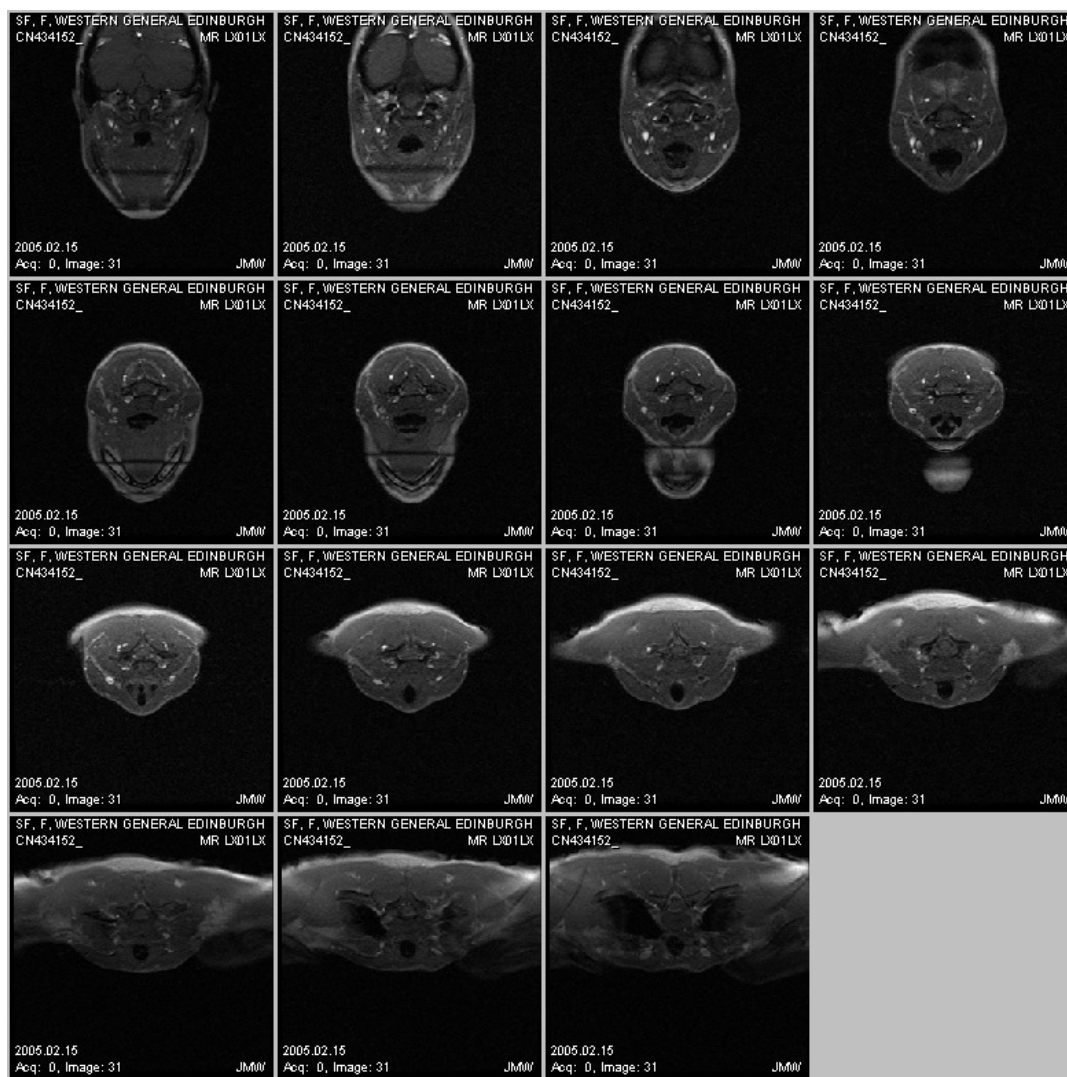 SF, F, WESTERN GENERAL EDINBURGH
CN434152_ MR LX01LX
2005.02.15
Acq: 0, Image: 31 JMW
SF, F, WESTERN GENERAL EDINBURGH
CN434152_ MR LX01LX
2005.02.15
Acq: 0, Image: 31 JMW
SF, F, WESTERN GENERAL EDINBURGH
CN434152_ MR LX01LX
2005.02.15
Acq: 0, Image: 31 JMW
SF, F, WESTERN GENERAL EDINBURGH
CN434152_ MR LX01LX
2005.02.15
Acq: 0, Image: 31 JMW
SF, F, WESTERN GENERAL EDINBURGH
CN434152_ MR LX01LX
2005.02.15
Acq: 0, Image: 31 JMW
SF, F, WESTERN GENERAL EDINBURGH
CN434152_ MR LX01LX
2005.02.15
Acq: 0, Image: 31 JMW
SF, F, WESTERN GENERAL EDINBURGH
CN434152_ MR LX01LX
2005.02.15
Acq: 0, Image: 31 JMW
SF, F, WESTERN GENERAL EDINBURGH
CN434152_ MR LX01LX
2005.02.15
Acq: 0, Image: 31 JMW
SF, F, WESTERN GENERAL EDINBURGH
CN434152_ MR LX01LX
2005.02.15
Acq: 0, Image: 31 JMW
SF, F, WESTERN GENERAL EDINBURGH
CN434152_ MR LX01LX
2005.02.15
Acq: 0, Image: 31 JMW
SF, F, WESTERN GENERAL EDINBURGH
CN434152_ MR LX01LX
2005.02.15
Acq: 0, Image: 31 JMW
SF, F, WESTERN GENERAL EDINBURGH
CN434152_ MR LX01LX
2005.02.15
Acq: 0, Image: 31 JMW
SF, F, WESTERN GENERAL EDINBURGH
CN434152_ MR LX01LX
2005.02.15
Acq: 0, Image: 31 JMW
SF, F, WESTERN GENERAL EDINBURGH
CN434152_ MR LX01LX
2005.02.15
Acq: 0, Image: 31 JMW
SF, F, WESTERN GENERAL EDINBURGH
CN434152_ MR LX01LX
2005.02.15
Acq: 0, Image: 31 JMW